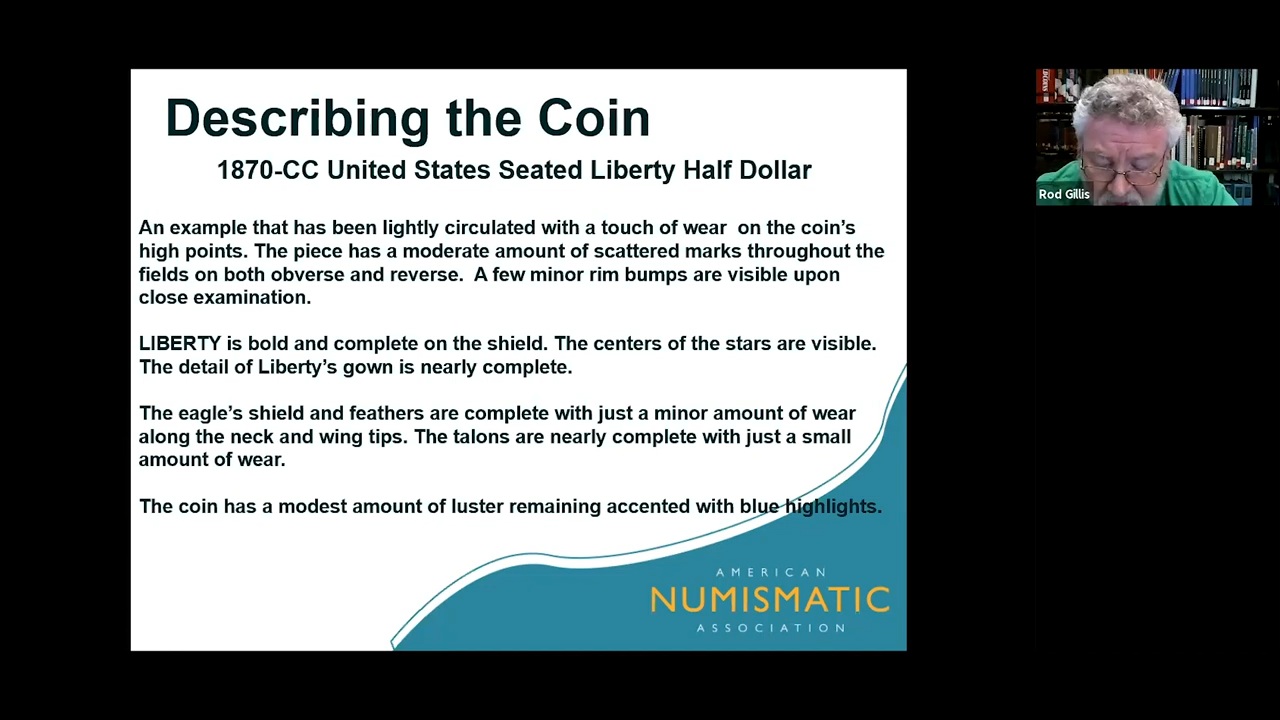 Describing the Coin
1870-CC United States Seated Liberty Half Dollar
An example that has been lightly circulated with a touch of wear  on the coin’s
high points. The piece has a moderate amount of scattered marks throughout the
fields on both obverse and reverse.  A few minor rim bumps are visible upon
close examination.
LIBERTY is bold and complete on the shield. The centers of the stars are visible.
The detail of Liberty’s gown is nearly complete.
The eagle’s shield and feathers are complete with just a minor amount of wear
along the neck and wing tips. The talons are nearly complete with just a small
amount of wear.
The coin has a modest amount of luster remaining accented with blue highlights.
AMERICAN
NUMISMATIC
ASSOCIATION
Rod Gillis